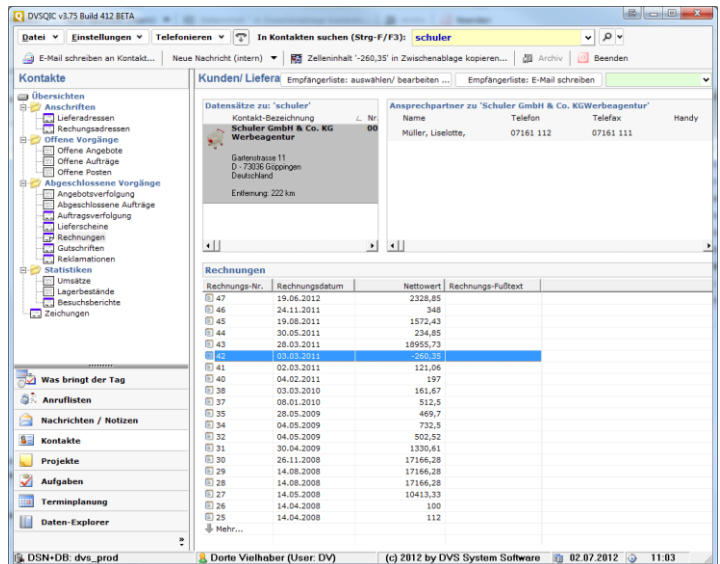 DVSQIC v3.75 Build 412 BETA
Datei Einstellungen Telefonieren In Kontakten suchen (Strg-F/F3): schuler
E-Mail schreiben an Kontakt... Neue Nachricht (intern) Zelleninhalt '-260,35' in Zwischenablage kopieren... Archiv Beenden
Kontakte
Kunden/ Liefera Empfängerliste: auswählen/ bearbeiten ... Empfängerliste: E-Mail schreiben
Übersichten
Anschriften
Lieferadressen
Rechungsadressen
Offene Vorgänge
Offene Angebote
Offene Aufträge
Offene Posten
Abgeschlossene Vorgänge
Angebotsverfolgung
Abgeschlossene Aufträge
Auftragsverfolgung
Lieferscheine
Rechnungen
Gutschriften
Reklamationen
Statistiken
Umsätze
Lagerbestände
Besuchsberichte
Zeichungen
Was bringt der Tag
Anruflisten
Nachrichten / Notizen
Kontakte
Projekte
Aufgaben
Terminplanung
Daten-Explorer
Datensätze zu: 'schuler'
Kontakt-Bezeichnung Nr.
Schuler GmbH & Co. KG 00
Werbeagentur
Gartenstrasse 11
D - 73036 Göppingen
Deutschland
Entfernung: 222 km
Ansprechpartner zu 'Schuler GmbH & Co. KGWerbeagentur'
Name Telefon Telefax Handy
Müller, Liselotte, 07161 112 07161 111
Rechnungen
Rechnungs-Nr. Rechnungsdatum Nettowert Rechnungs-Fußtext
47 19.06.2012 2328,85
46 24.11.2011 348
45 19.08.2011 1572,43
44 30.05.2011 234,85
43 28.03.2011 18955,73
42 03.03.2011 -260,35
41 02.03.2011 121,06
40 04.02.2011 197
38 03.03.2010 161,67
37 08.01.2010 512,5
35 28.05.2009 469,7
34 04.05.2009 732,5
32 04.05.2009 502,52
31 30.04.2009 1330,61
30 26.11.2008 17166,28
29 14.08.2008 17166,28
28 14.08.2008 17166,28
27 14.05.2008 10413,33
26 14.04.2008 100
25 14.04.2008 112
Mehr...
DSN+DB: dvs_prod Dorte Vielhaber (User: DV) (c) 2012 by DVS System Software 02.07.2012 11:03